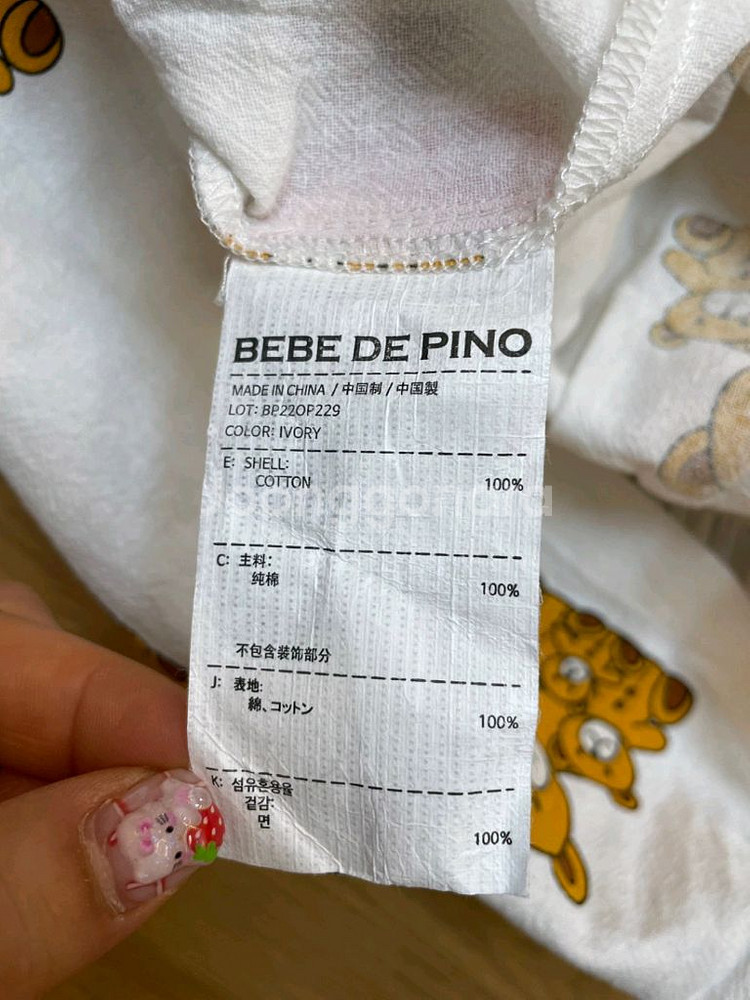 BEBE DE PINO
MADE IN CHINA / 中国制 / 中国製
LOT: BP22OP229
COLOR: IVORY
E: SHELL:
COTTON 100%
C: 主料:
纯棉 100%
不包含装饰部分
J: 表地:
綿、コットン 100%
K: 섬유혼용율
겉감:
면 100%